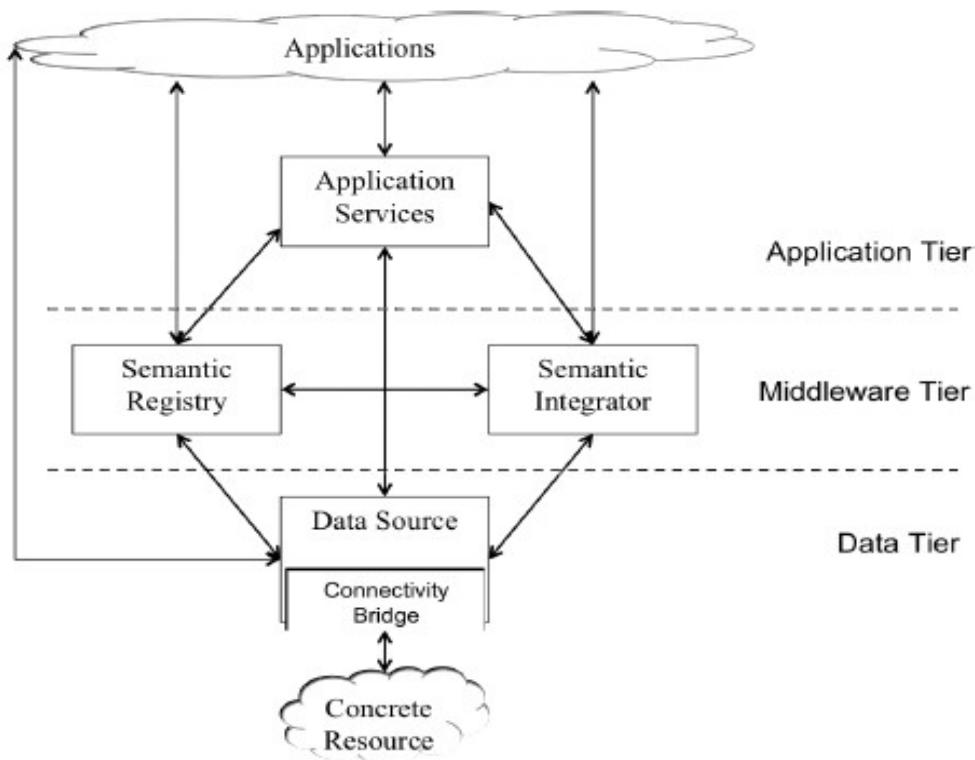 Applications
Application
Services
Application Tier
Semantic
Registry
Semantic
Integrator
Middleware Tier
Data Source
Data Tier
Connectivity
Bridge
Concrete
Resource